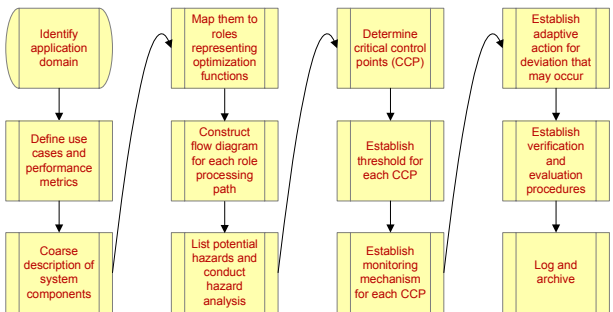 Identify
application
domain
Define use
cases and
performance
metrics
Coarse
description of
system
components
Map them to
roles
representing
optimization
functions
Construct
flow diagram
for each role
processing
path
List potential
hazards and
conduct
hazard
analysis
Determine
critical control
points (CCP)
Establish
threshold for
each CCP
Establish
monitoring
mechanism
for each CCP
Establish
adaptive
action for
deviation that
may occur
Establish
verification
and
evaluation
procedures
Log and
archive